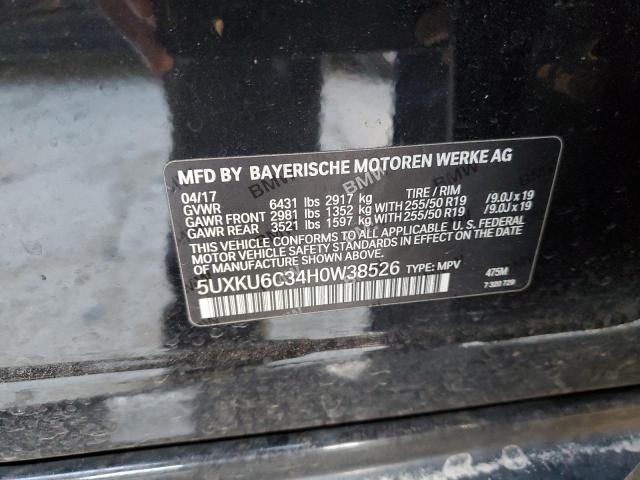 MFD BY BAYERISCHE MOTOREN WERKE AG
04/17 TIRE / RIM
GVWR 6431 lbs 2917 kg
GAWR FRONT 2981 lbs 1352 kg WITH 255/50 R19 /9.0J x 19
GAWR REAR 3521 lbs 1597 kg WITH 255/50 R19 /9.0J x 19
THIS VEHICLE CONFORMS TO ALL APPLICABLE U.S. FEDERAL
MOTOR VEHICLE SAFETY STANDARDS IN EFFECT ON THE DATE OF
MANUFACTURE SHOWN ABOVE.
5UXKU6C34H0W38526 TYPE: MPV 475M
7 320 729